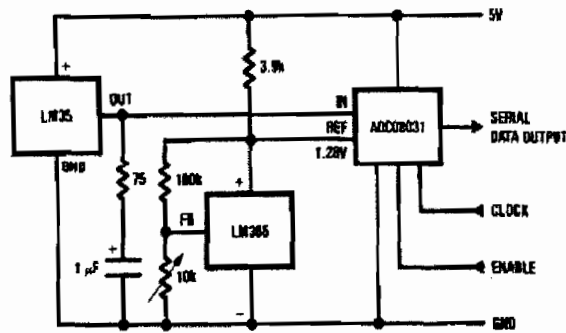 5V
+
3.9k
LM35
OUT
IN
REF
1.28V
ADC08031
SERIAL
DATA OUTPUT
GND
75
100k
+
FB
LM385
CLOCK
+
1 µF
10k
ENABLE
–
GND